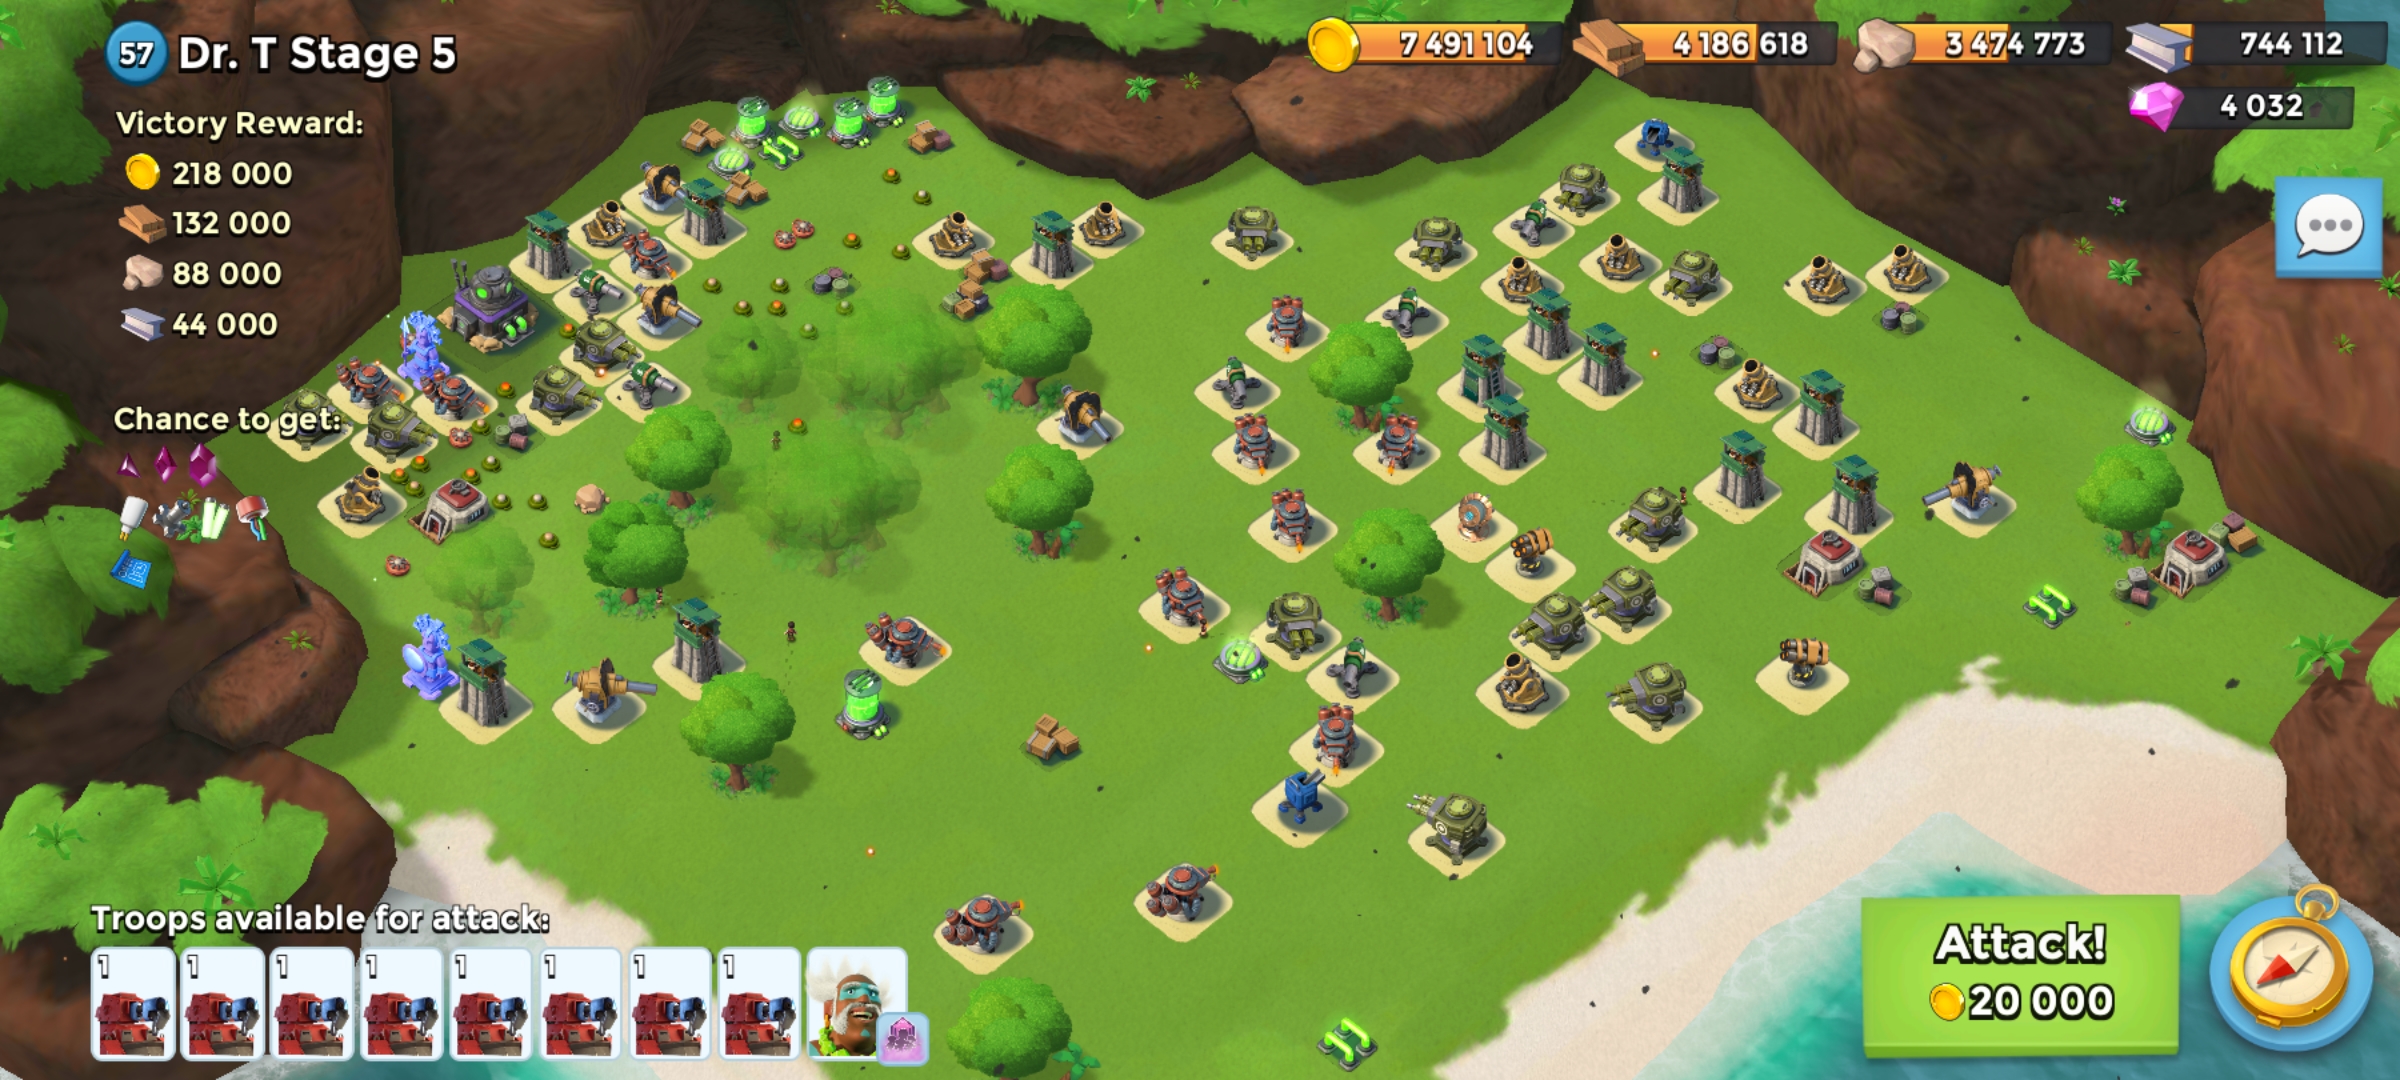 57 Dr. T Stage 5
7 491 104
4 186 618
3 474 773
744 112
4 032
Victory Reward:
218 000
132 000
88 000
44 000
Chance to get:
Troops available for attack:
1 1 1 1 1 1 1 1
Attack!
20 000